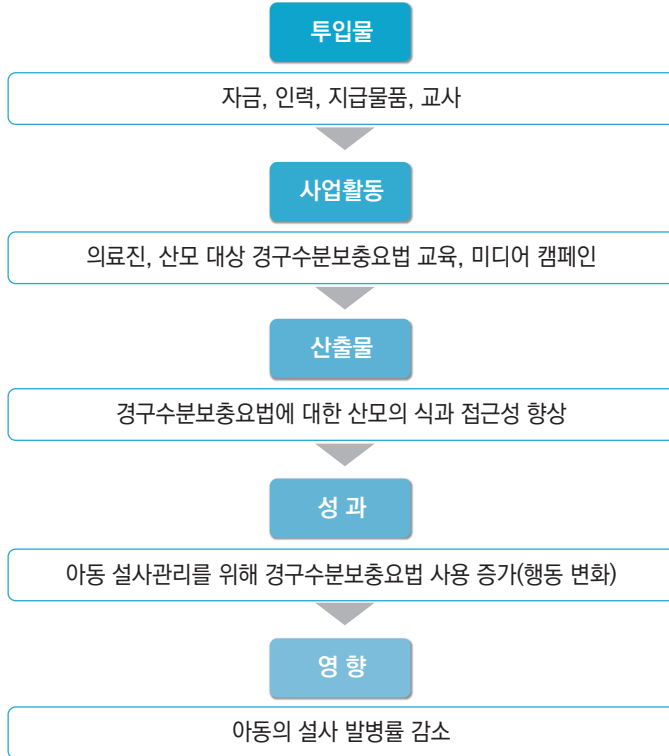 투입물
자금, 인력, 지급물품, 교사
사업활동
의료진, 산모 대상 경구수분보충요법 교육, 미디어 캠페인
산출물
경구수분보충요법에 대한 산모의 식과 접근성 향상
성 과
아동 설사관리를 위해 경구수분보충요법 사용 증가(행동 변화)
영 향
아동의 설사 발병률 감소